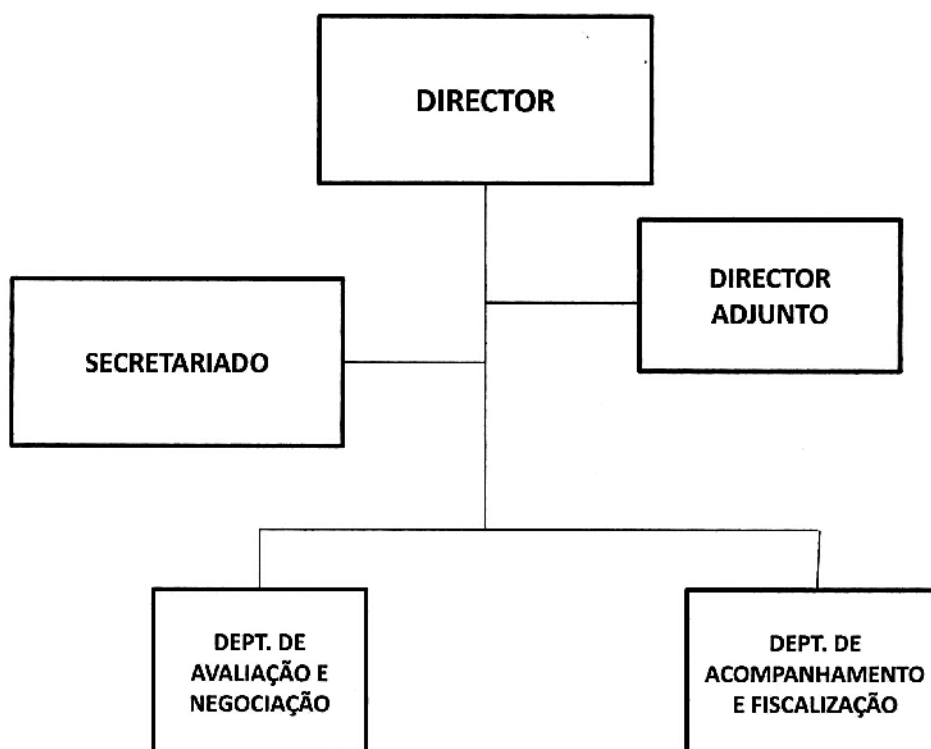 DIRECTOR
DIRECTOR
ADJUNTO
SECRETARIADO
DEPT. DE
AVALIAÇÃO E
NEGOCIAÇÃO
DEPT. DE
ACOMPANHAMENTO
E FISCALIZAÇÃO